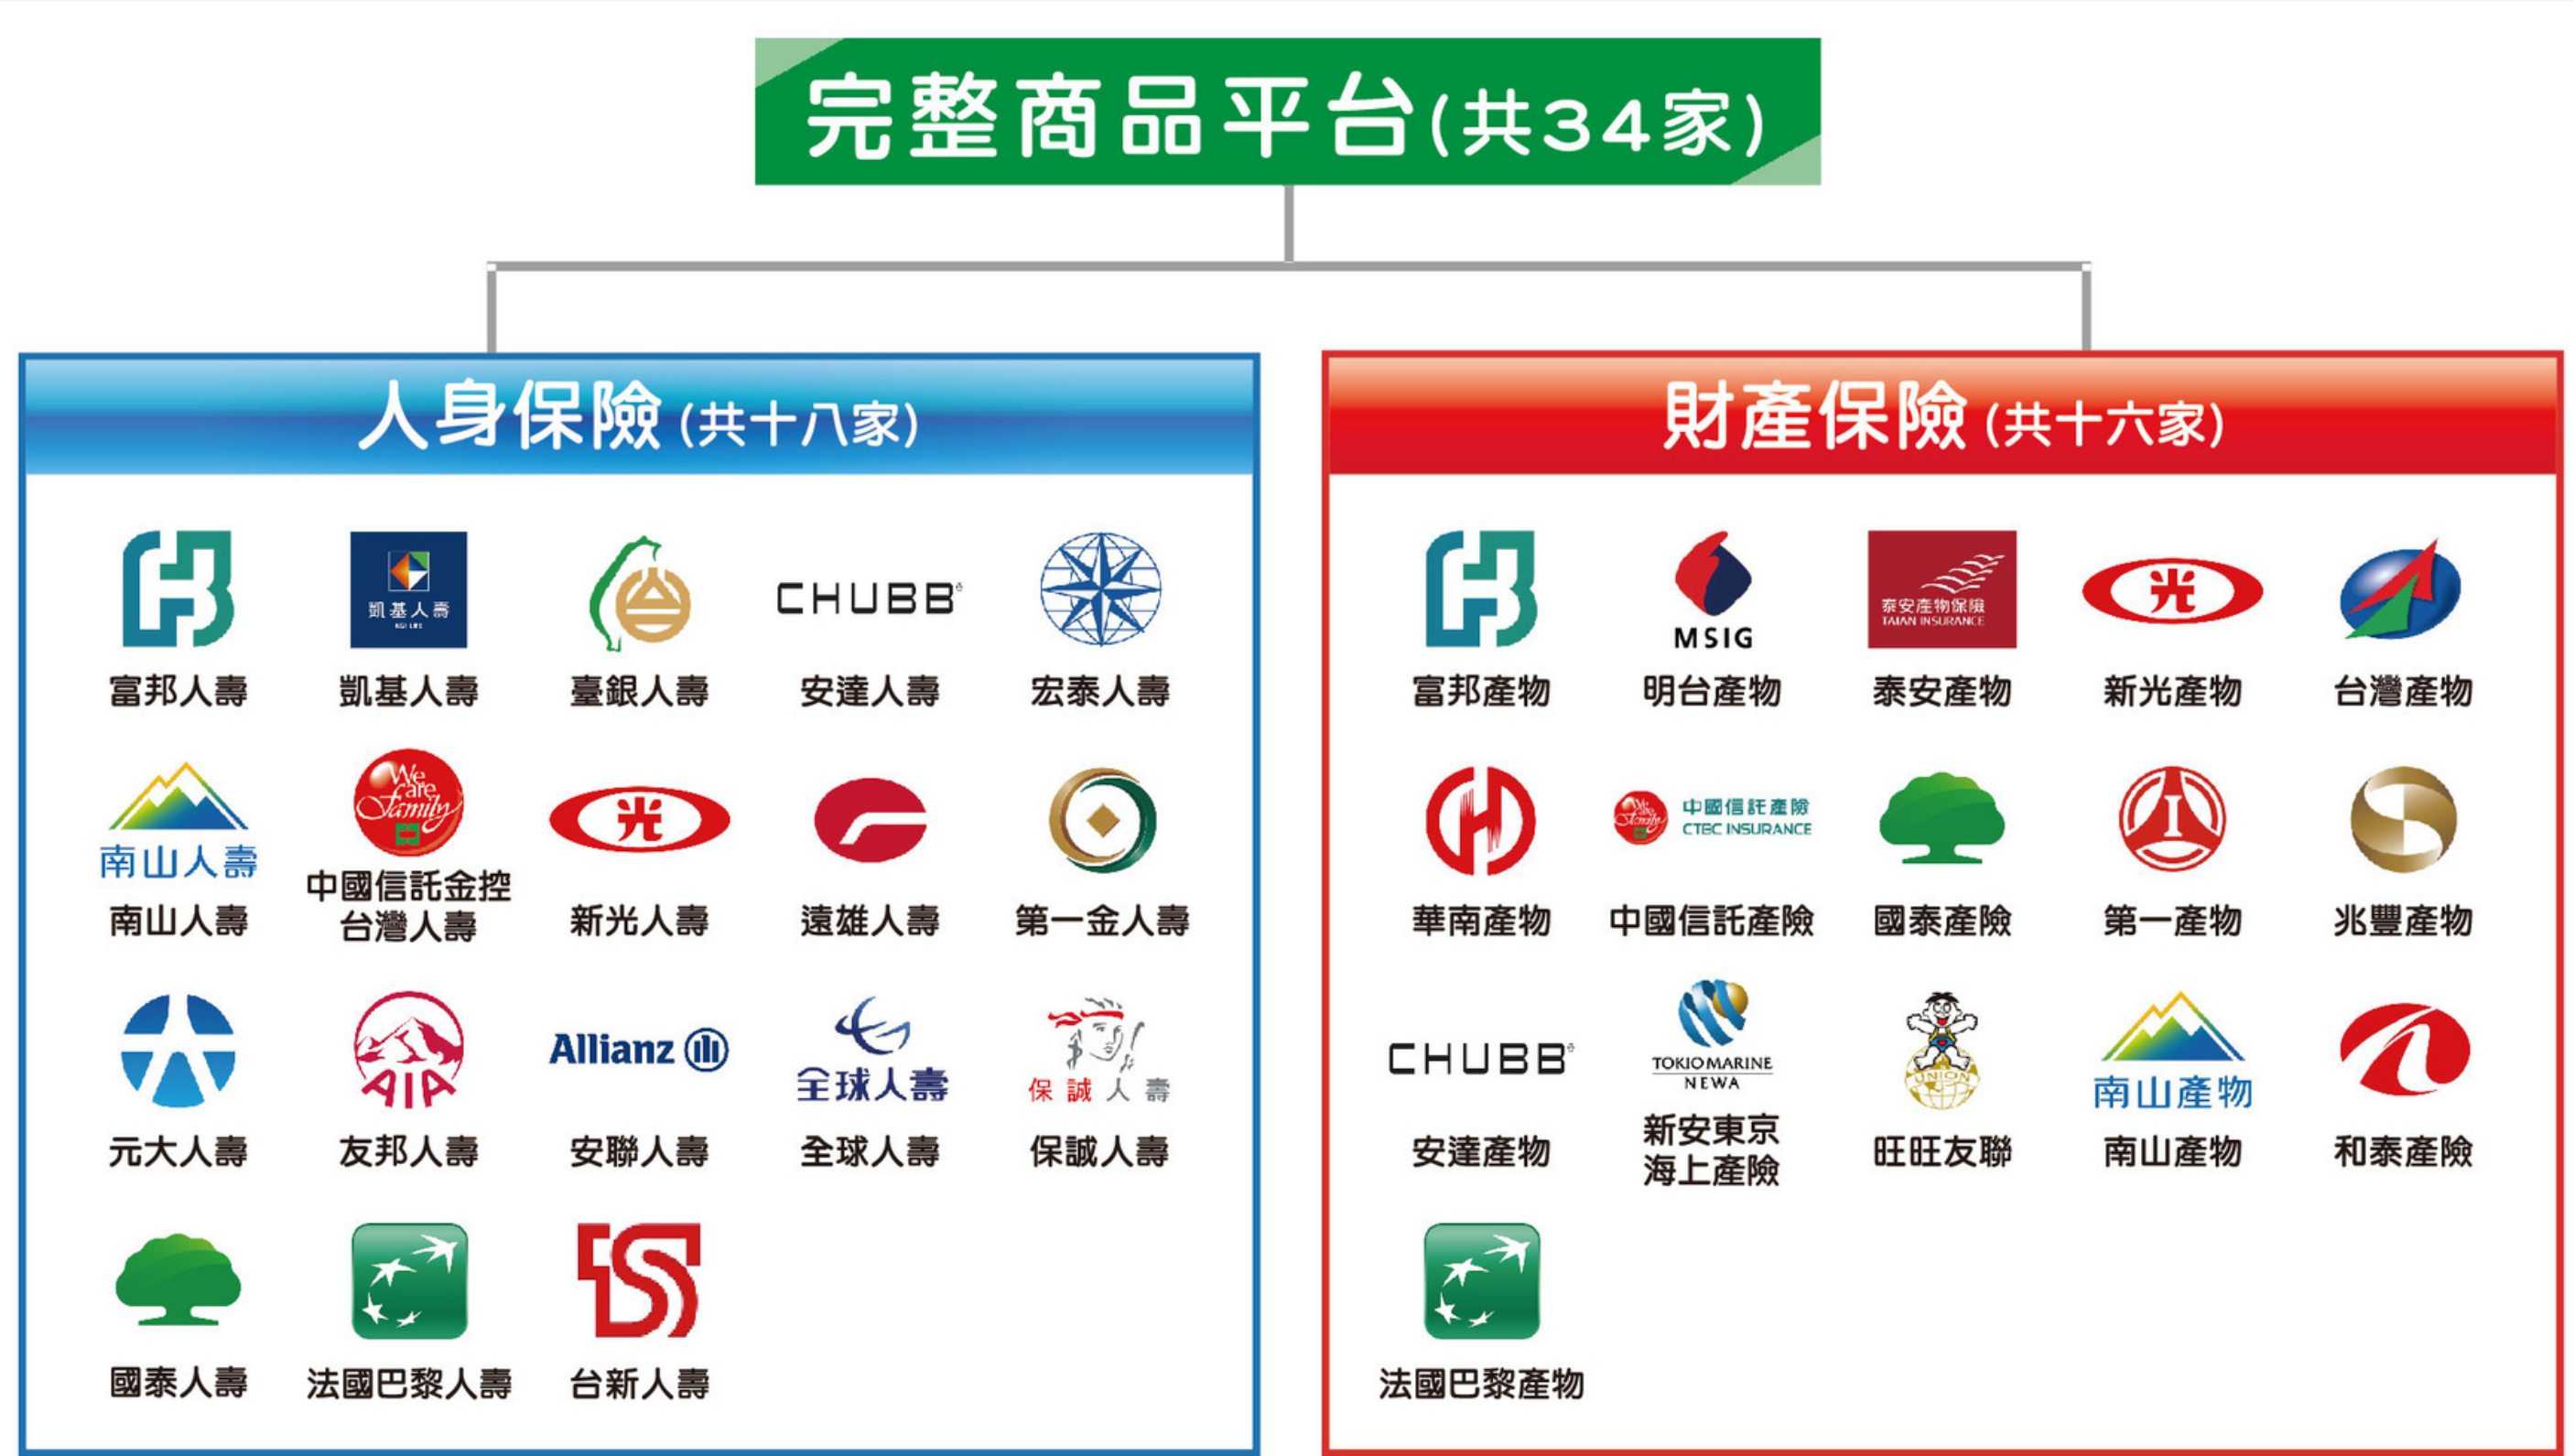 完整商品平台(共34家)
人身保險(共十八家)
凱基人壽
KGI LIFE
CHUBB
富邦人壽
凱基人壽
臺銀人壽
安達人壽
宏泰人壽
We
are
Family
南山人壽
南山人壽
中國信託金控
台灣人壽
光
新光人壽
遠雄人壽
第一金人壽
AIA
Allianz
全球人壽
保誠人壽
元大人壽
友邦人壽
安聯人壽
全球人壽
保誠人壽
國泰人壽
法國巴黎人壽
台新人壽
財產保險(共十六家)
MSIG
泰安產物保險
TAIAN INSURANCE
光
富邦產物
明台產物
泰安產物
新光產物
台灣產物
We
are
Family
中國信託產險
CTBC INSURANCE
華南產物
中國信託產險
國泰產險
第一產物
兆豐產物
CHUBB
TOKIO MARINE
NEWA
UNION
南山產物
安達產物
新安東京
海上產險
旺旺友聯
南山產物
和泰產險
法國巴黎產物